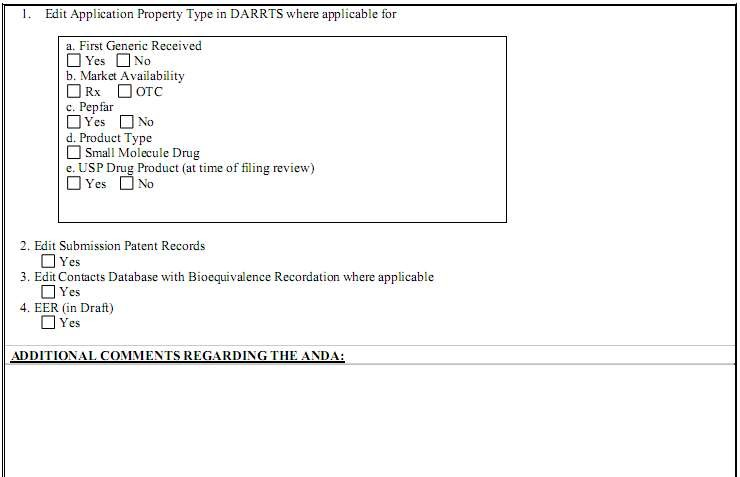 1. Edit Application Property Type in DARRTS where applicable for
a. First Generic Received
☐ Yes ☐ No
b. Market Availability
☐ Rx ☐ OTC
c. Pepfar
☐ Yes ☐ No
d. Product Type
☐ Small Molecule Drug
e. USP Drug Product (at time of filing review)
☐ Yes ☐ No
2. Edit Submission Patent Records
☐ Yes
3. Edit Contacts Database with Bioequivalence Recordation where applicable
☐ Yes
4. EER (in Draft)
☐ Yes
ADDITIONAL COMMENTS REGARDING THE ANDA: